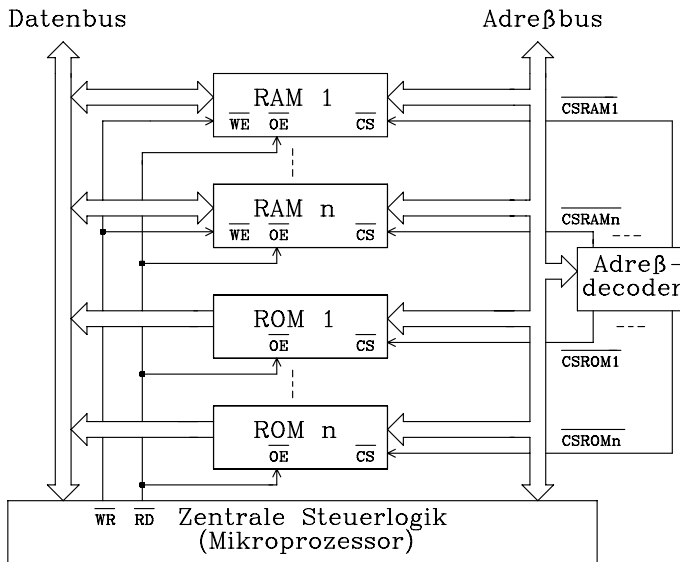 Datenbus
Adreßbus
RAM 1
WE OE CS
CSRAM1
RAM n
WE OE CS
CSRAMn
Adreß-
decoder
ROM 1
OE CS
CSROM1
ROM n
OE CS
CSROMn
WR RD Zentrale Steuerlogik
(Mikroprozessor)